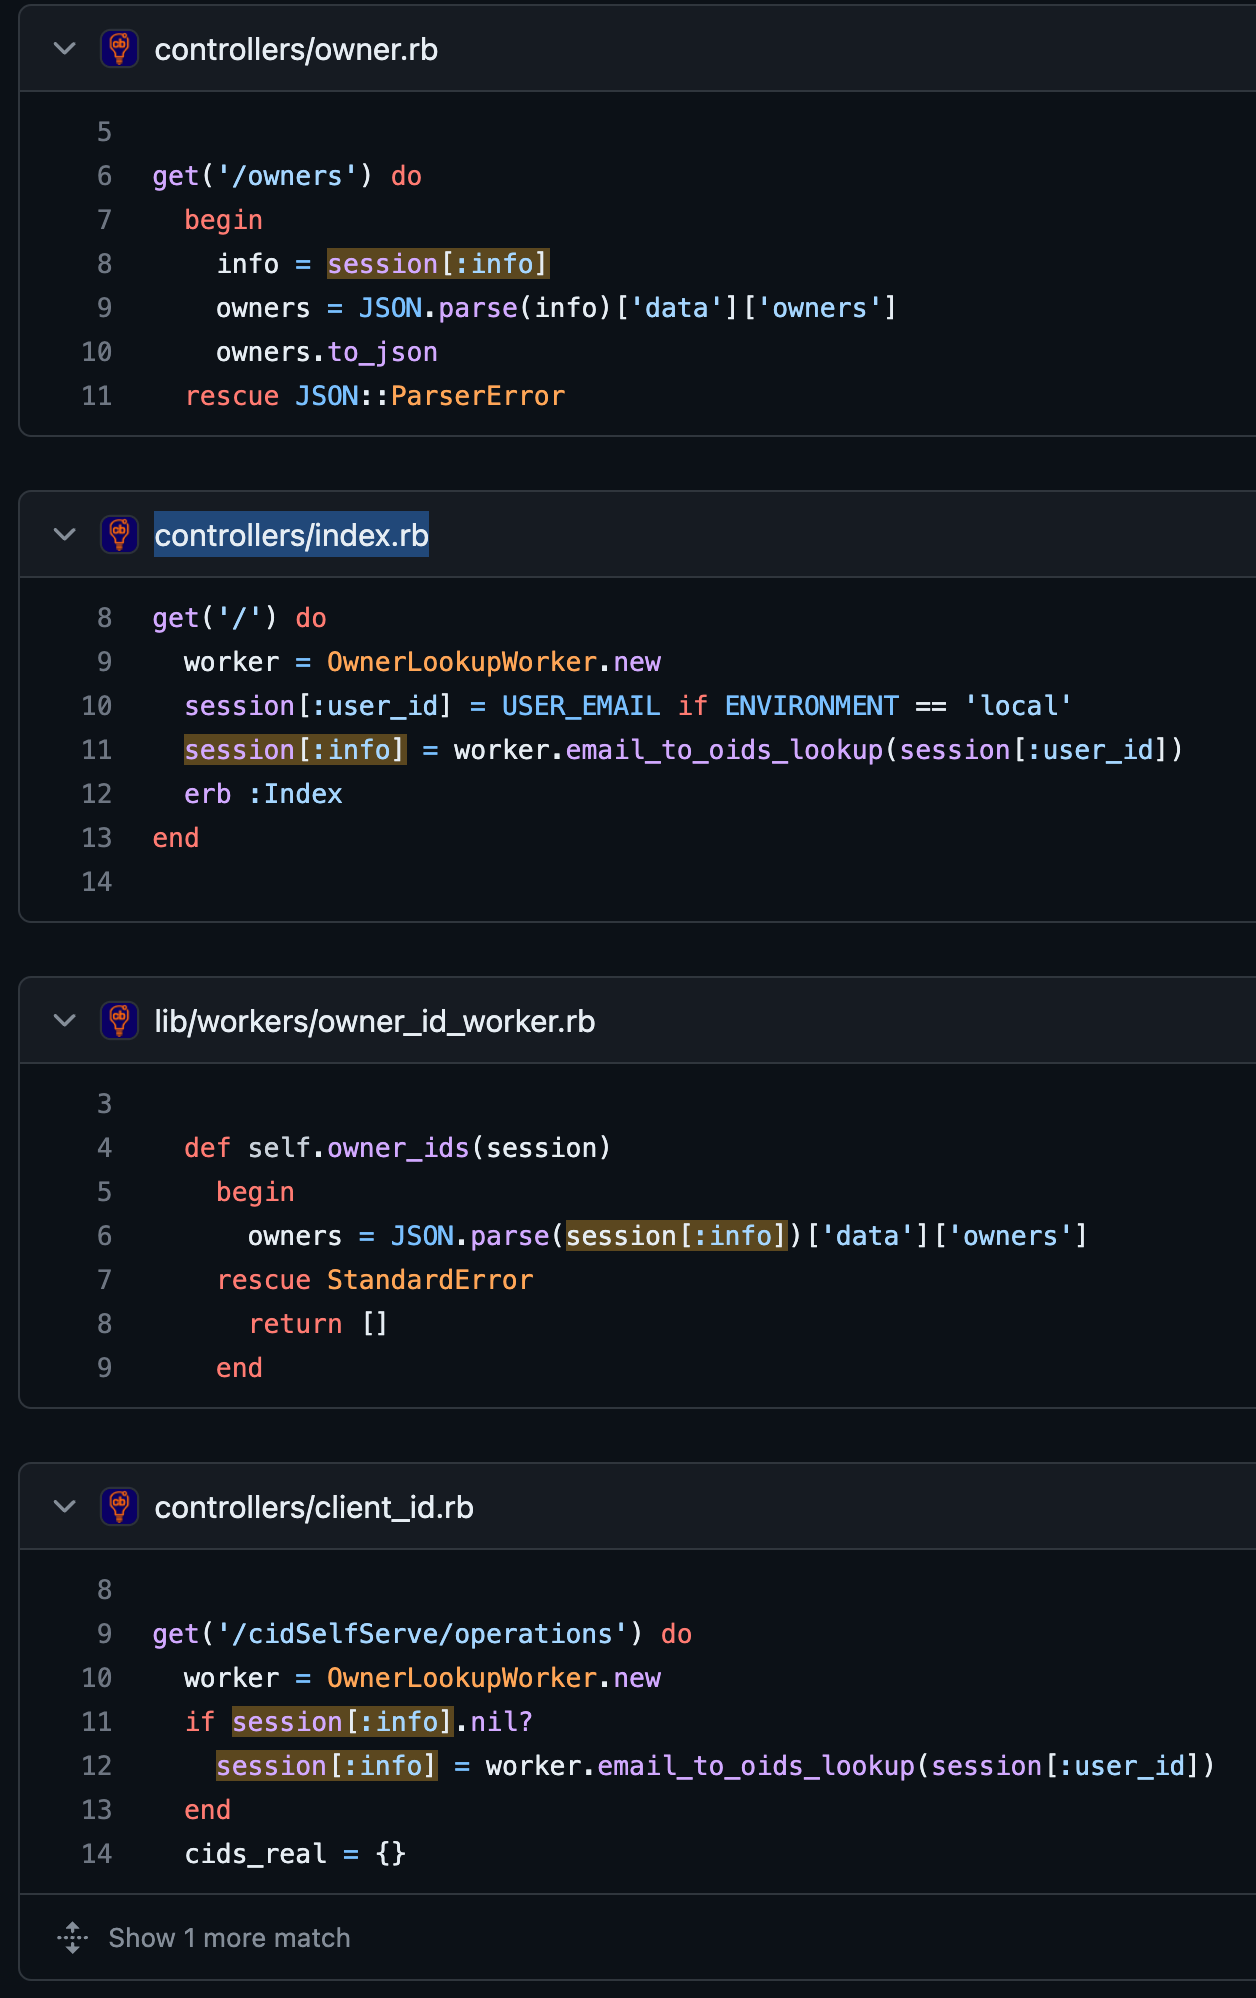 controllers/owner.rb
5
6 get('/owners') do
7 begin
8 info = session[:info]
9 owners = JSON.parse(info)['data']['owners']
10 owners.to_json
11 rescue JSON::ParserError
controllers/index.rb
8 get('/') do
9 worker = OwnerLookupWorker.new
10 session[:user_id] = USER_EMAIL if ENVIRONMENT == 'local'
11 session[:info] = worker.email_to_oids_lookup(session[:user_id])
12 erb :Index
13 end
14
lib/workers/owner_id_worker.rb
3
4 def self.owner_ids(session)
5 begin
6 owners = JSON.parse(session[:info])['data']['owners']
7 rescue StandardError
8 return []
9 end
controllers/client_id.rb
8
9 get('/cidSelfServe/operations') do
10 worker = OwnerLookupWorker.new
11 if session[:info].nil?
12 session[:info] = worker.email_to_oids_lookup(session[:user_id])
13 end
14 cids_real = {}
Show 1 more match